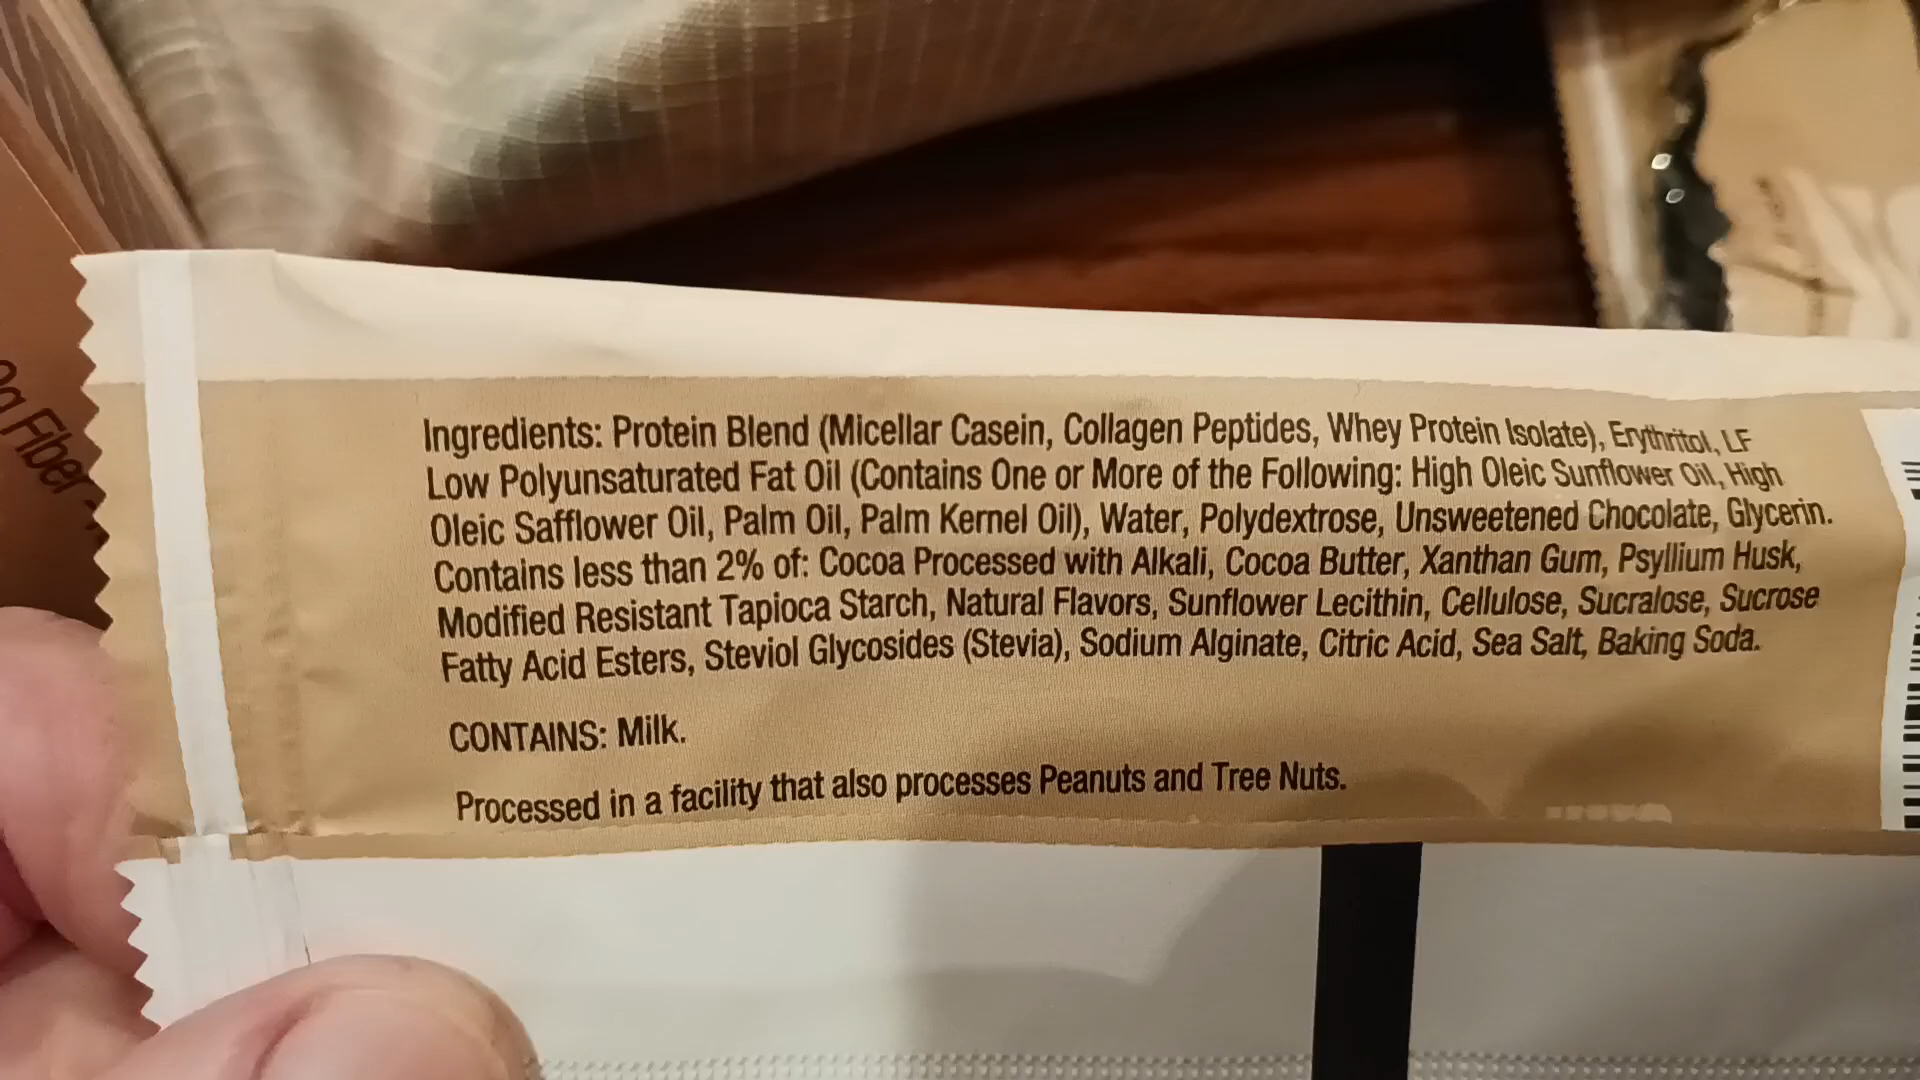 Ingredients: Protein Blend (Micellar Casein, Collagen Peptides, Whey Protein Isolate), Erythritol, LF
Low Polyunsaturated Fat Oil (Contains One or More of the Following: High Oleic Sunflower Oil, High
Oleic Safflower Oil, Palm Oil, Palm Kernel Oil), Water, Polydextrose, Unsweetened Chocolate, Glycerin.
Contains less than 2% of: Cocoa Processed with Alkali, Cocoa Butter, Xanthan Gum, Psyllium Husk,
Modified Resistant Tapioca Starch, Natural Flavors, Sunflower Lecithin, Cellulose, Sucralose, Sucrose
Fatty Acid Esters, Steviol Glycosides (Stevia), Sodium Alginate, Citric Acid, Sea Salt, Baking Soda.
CONTAINS: Milk.
Processed in a facility that also processes Peanuts and Tree Nuts.
Fiber